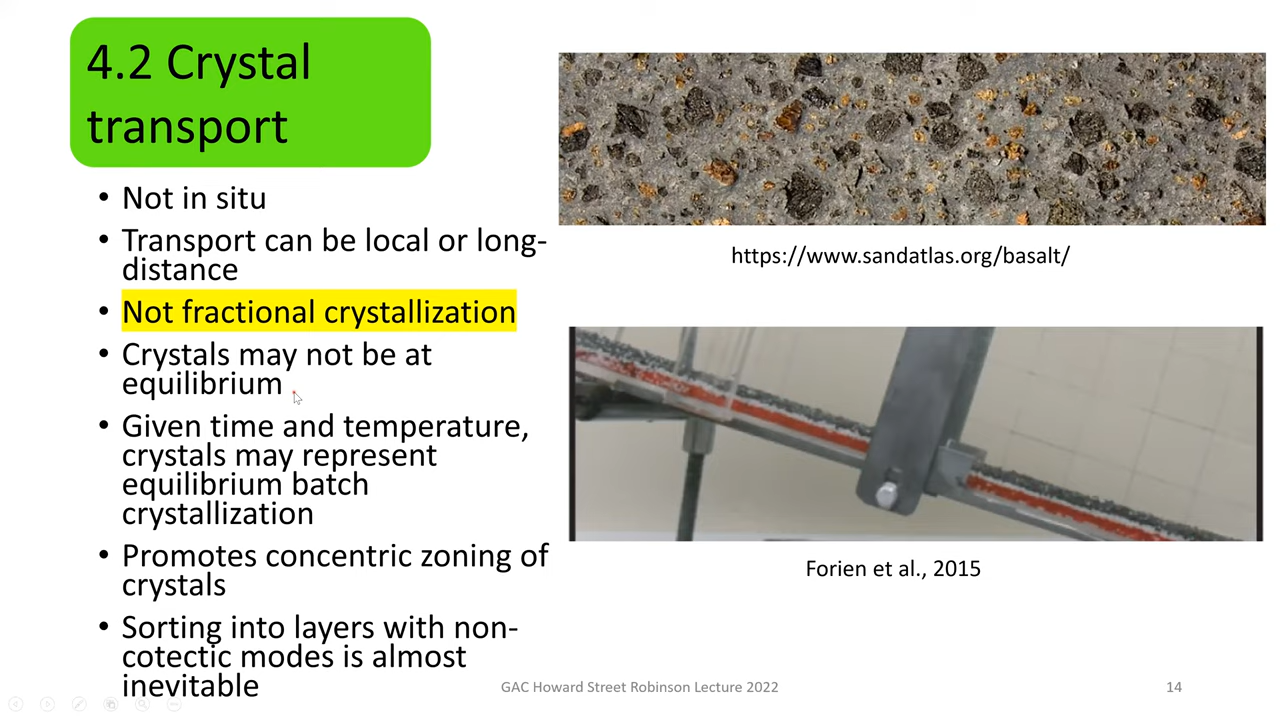 4.2 Crystal
transport
• Not in situ
• Transport can be local or long-
distance
• Not fractional crystallization
• Crystals may not be at
equilibrium
• Given time and temperature,
crystals may represent
equilibrium batch
crystallization
• Promotes concentric zoning of
crystals
• Sorting into layers with non-
cotectic modes is almost
inevitable
https://www.sandatlas.org/basalt/
Forien et al., 2015
GAC Howard Street Robinson Lecture 2022
14